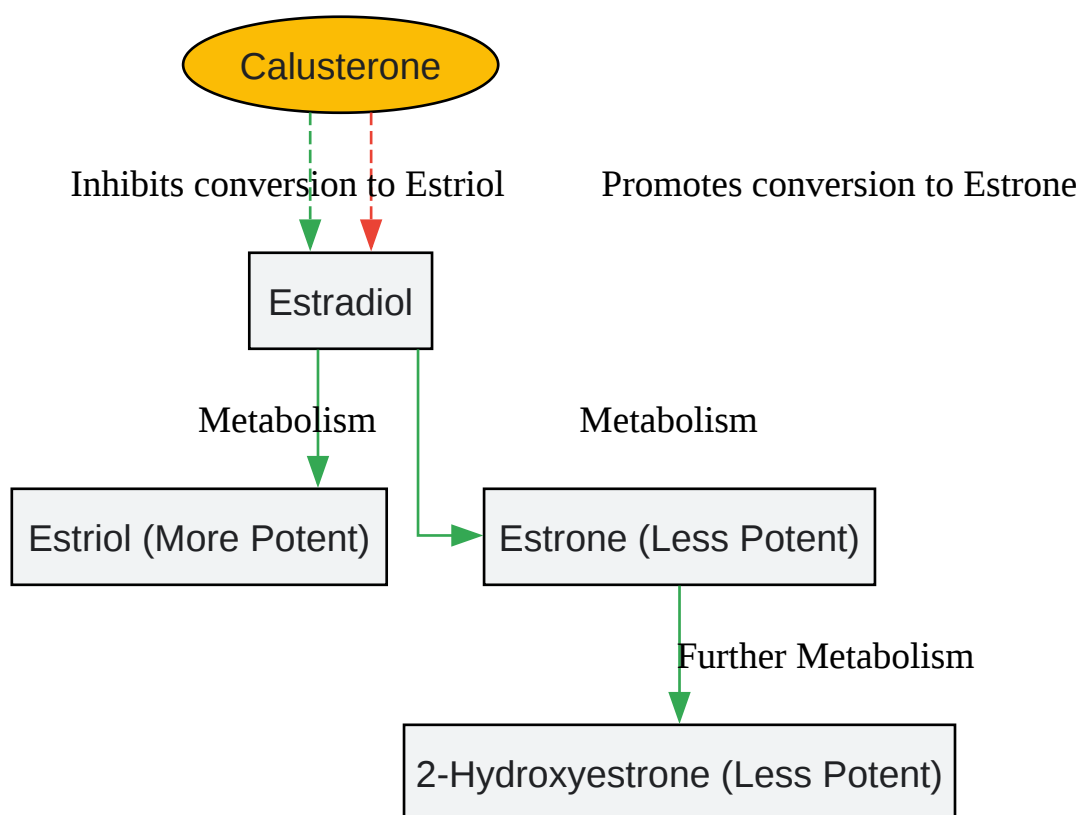 Calusterone
Inhibits conversion to Estriol
Promotes conversion to Estrone
Estradiol
Metabolism
Metabolism
Estriol (More Potent)
Estrone (Less Potent)
Further Metabolism
2-Hydroxyestrone (Less Potent)